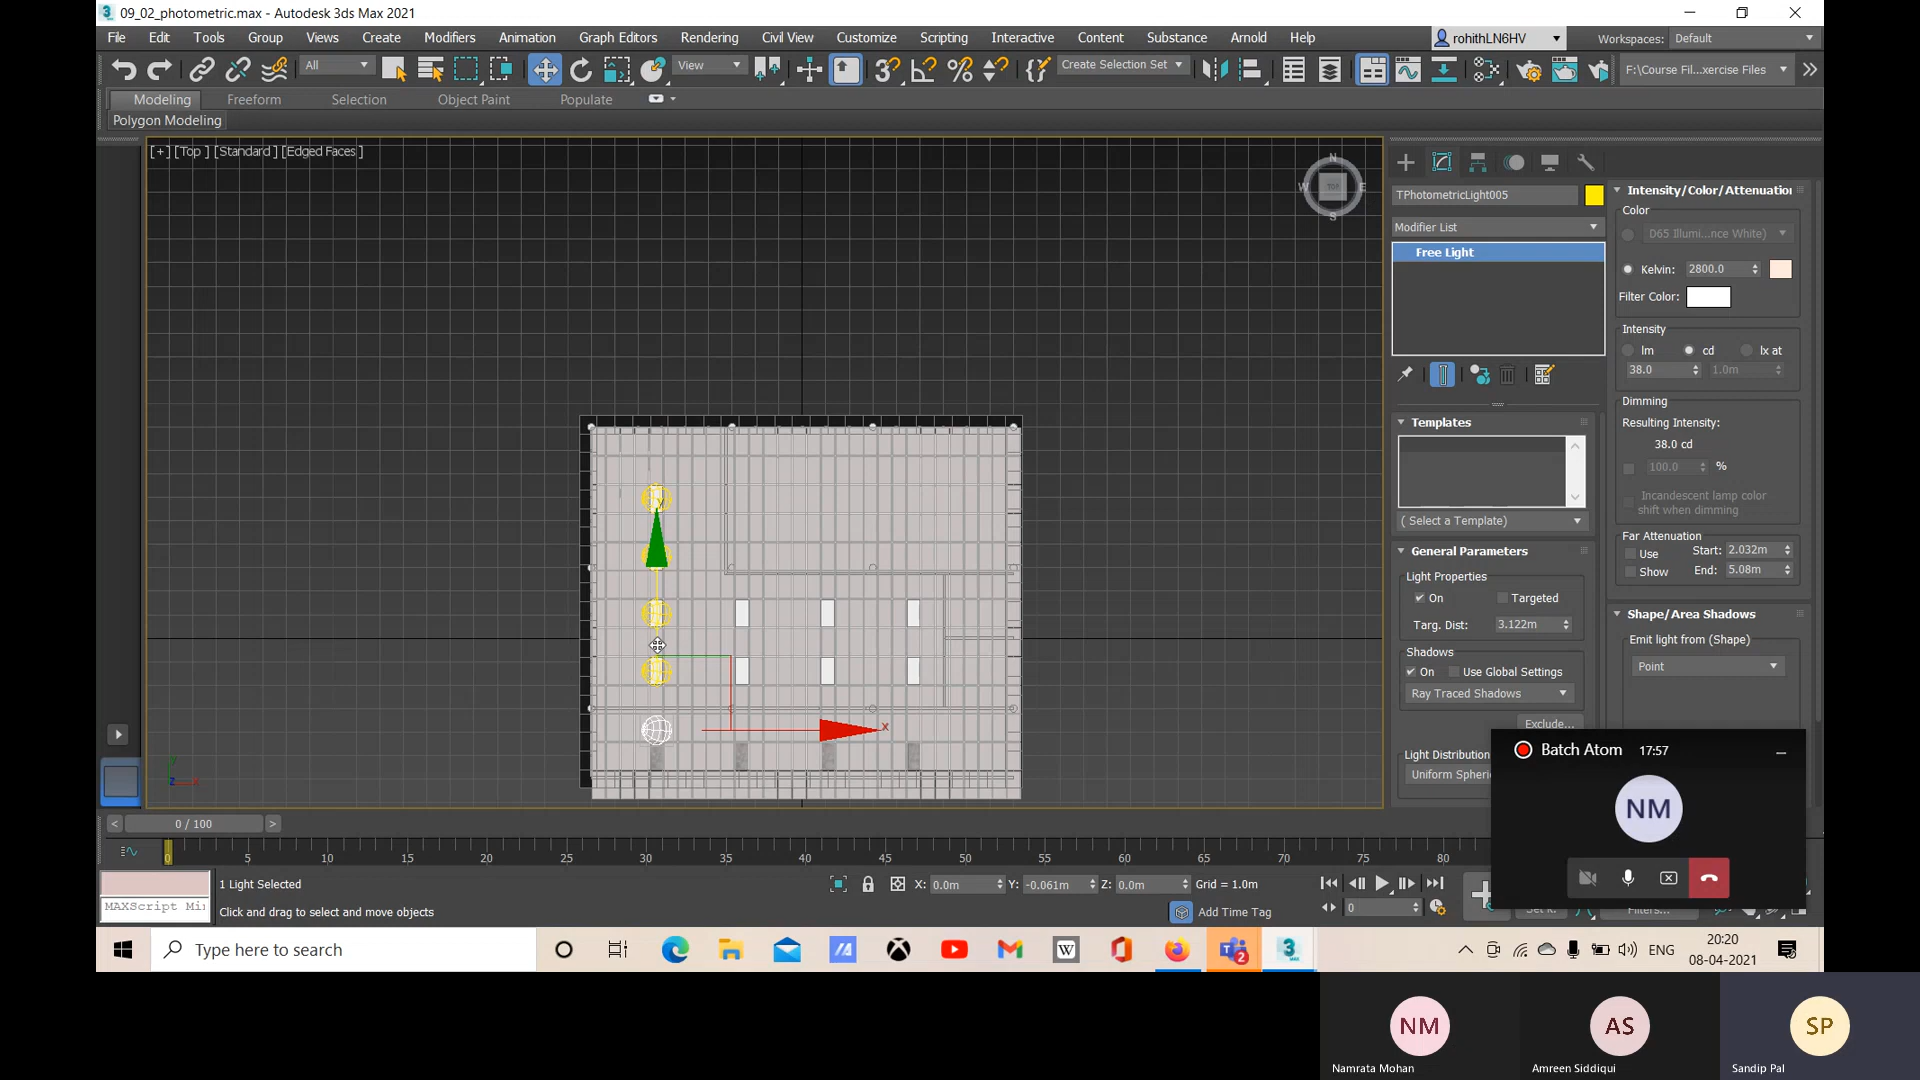 09_02_photometric.max - Autodesk 3ds Max 2021
File Edit Tools Group Views Create Modifiers Animation Graph Editors Rendering Civil View Customize Scripting Interactive Content Substance Arnold Help
rohithLN6HV
Workspaces: Default
All
View
Create Selection Set
F:\Course Fil...xercise Files
Modeling Freeform Selection Object Paint Populate
Polygon Modeling
[+] [Top ] [Standard ] [Edged Faces ]
N
W TOP E
S
TPhotometricLight005
Modifier List
Free Light
Templates
( Select a Template)
General Parameters
Light Properties
On Targeted
Targ. Dist: 3.122m
Shadows
On Use Global Settings
Ray Traced Shadows
Exclude...
Light Distribution
Uniform Spheric
Intensity/Color/Attenuation
Color
D65 Illumi...nce White)
Kelvin: 2800.0
Filter Color:
Intensity
lm cd lx at
38.0 1.0m
Dimming
Resulting Intensity:
38.0 cd
100.0 %
Incandescent lamp color
shift when dimming
Far Attenuation
Use Start: 2.032m
Show End: 5.08m
Shape/Area Shadows
Emit light from (Shape)
Point
y
x
Batch Atom 17:57
NM
< 0 / 100 >
0 5 10 15 20 25 30 35 40 45 50 55 60 65 70 75 80
MAXScript Mi
1 Light Selected
Click and drag to select and move objects
X: 0.0m Y: -0.061m Z: 0.0m Grid = 1.0m
Add Time Tag
0
Set K.
Filters...
Type here to search
2
ENG
20:20
08-04-2021
NM AS SP
Namrata Mohan Amreen Siddiqui Sandip Pal